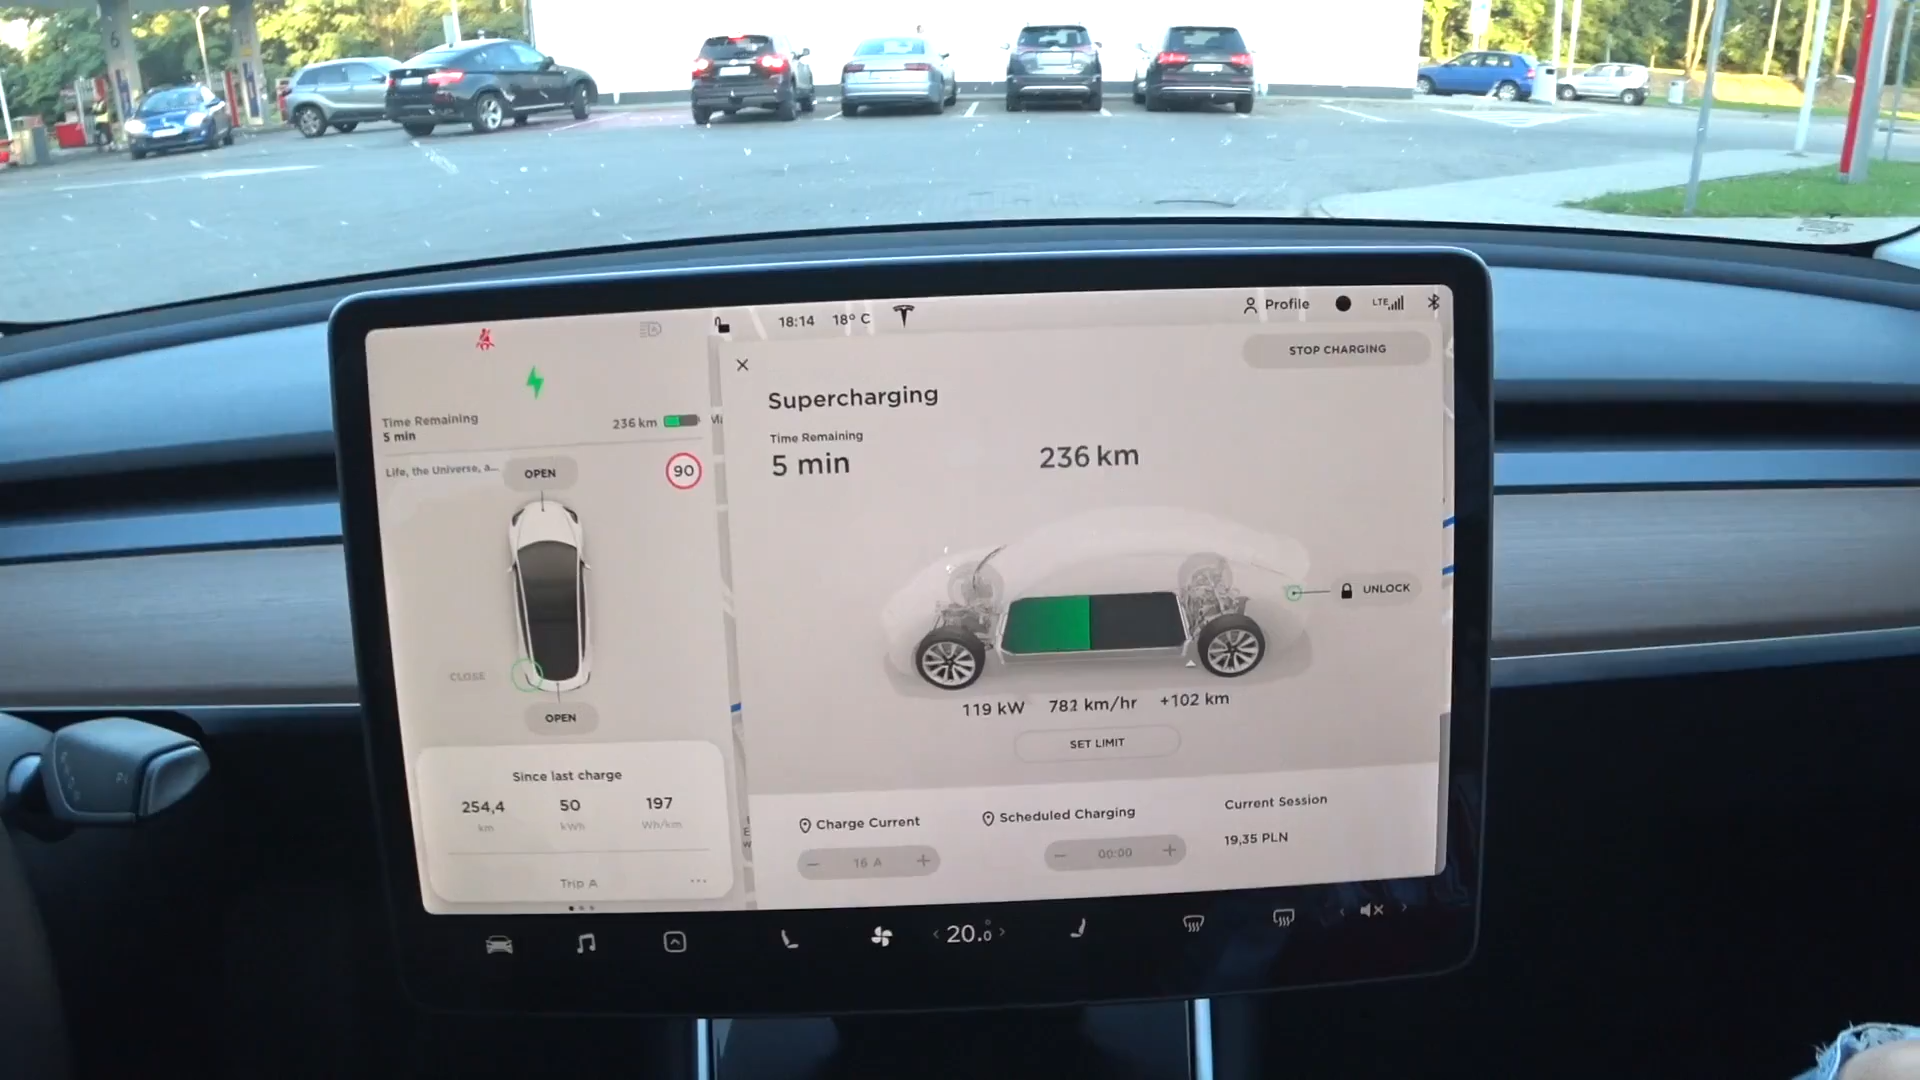 18:14 18° C
Profile
LTE
STOP CHARGING
Time Remaining
5 min
236 km
Life, the Universe, a...
OPEN
90
CLOSE
OPEN
Since last charge
254,4 50 197
km kWh Wh/km
Trip A
...
Supercharging
Time Remaining
5 min
236 km
UNLOCK
119 kW 782 km/hr +102 km
SET LIMIT
Charge Current
− 16 A +
Scheduled Charging
− 00:00 +
Current Session
19,35 PLN
20.0
6